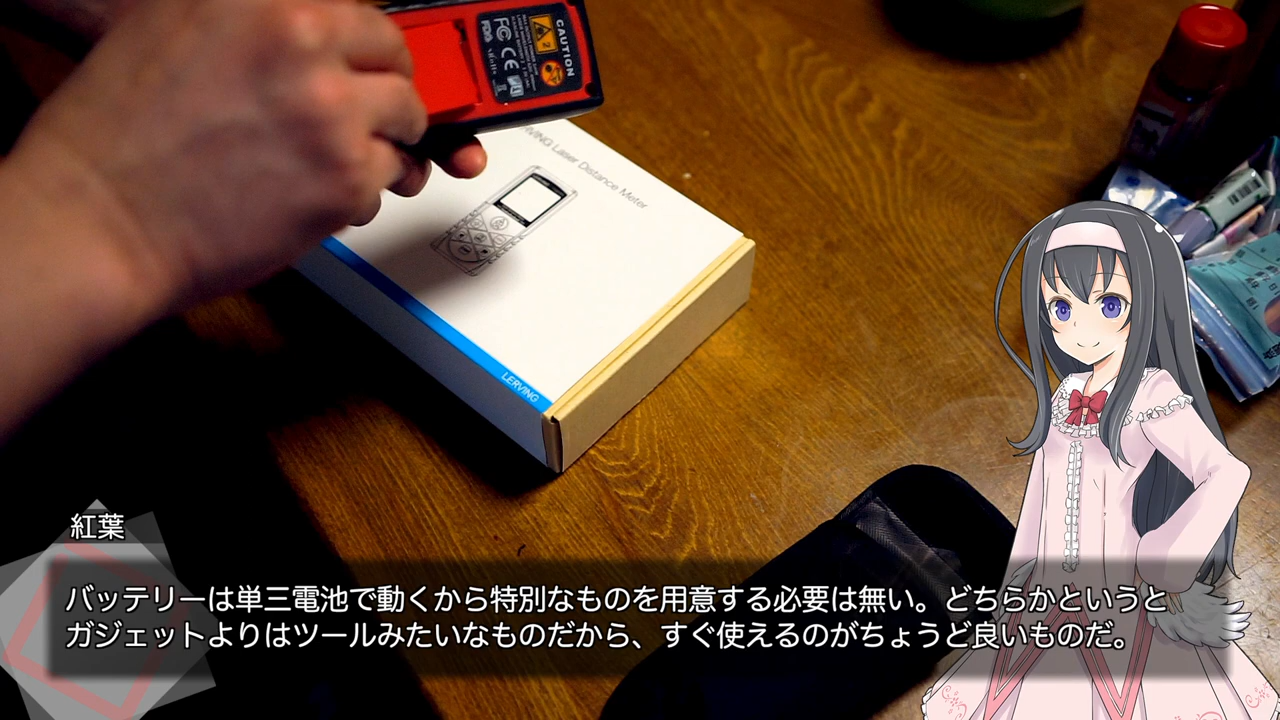 CAUTION
2
FC CE
LERVING Laser Distance Meter
LERVING
紅葉
バッテリーは単三電池で動くから特別なものを用意する必要は無い。どちらかというと
ガジェットよりはツールみたいなものだから、すぐ使えるのがちょうど良いものだ。